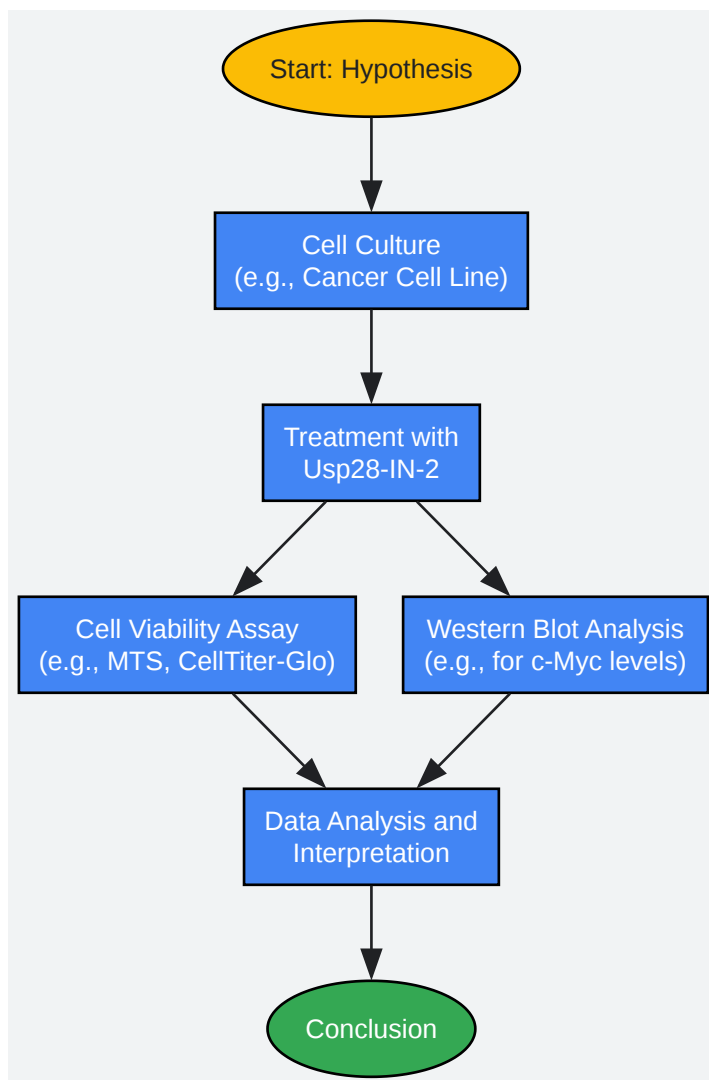 Start: Hypothesis
Cell Culture
(e.g., Cancer Cell Line)
Treatment with
Usp28-IN-2
Cell Viability Assay
(e.g., MTS, CellTiter-Glo)
Western Blot Analysis
(e.g., for c-Myc levels)
Data Analysis and
Interpretation
Conclusion